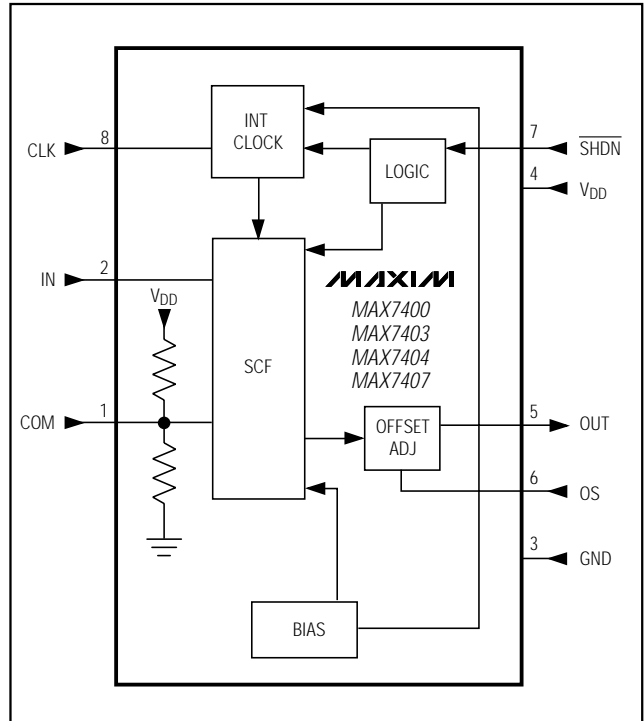 INT
CLOCK
8
CLK
7
SHDN
LOGIC
4
VDD
2
IN
VDD
MAXIM
MAX7400
MAX7403
MAX7404
MAX7407
SCF
1
COM
OFFSET
ADJ
5
OUT
6
OS
3
GND
BIAS